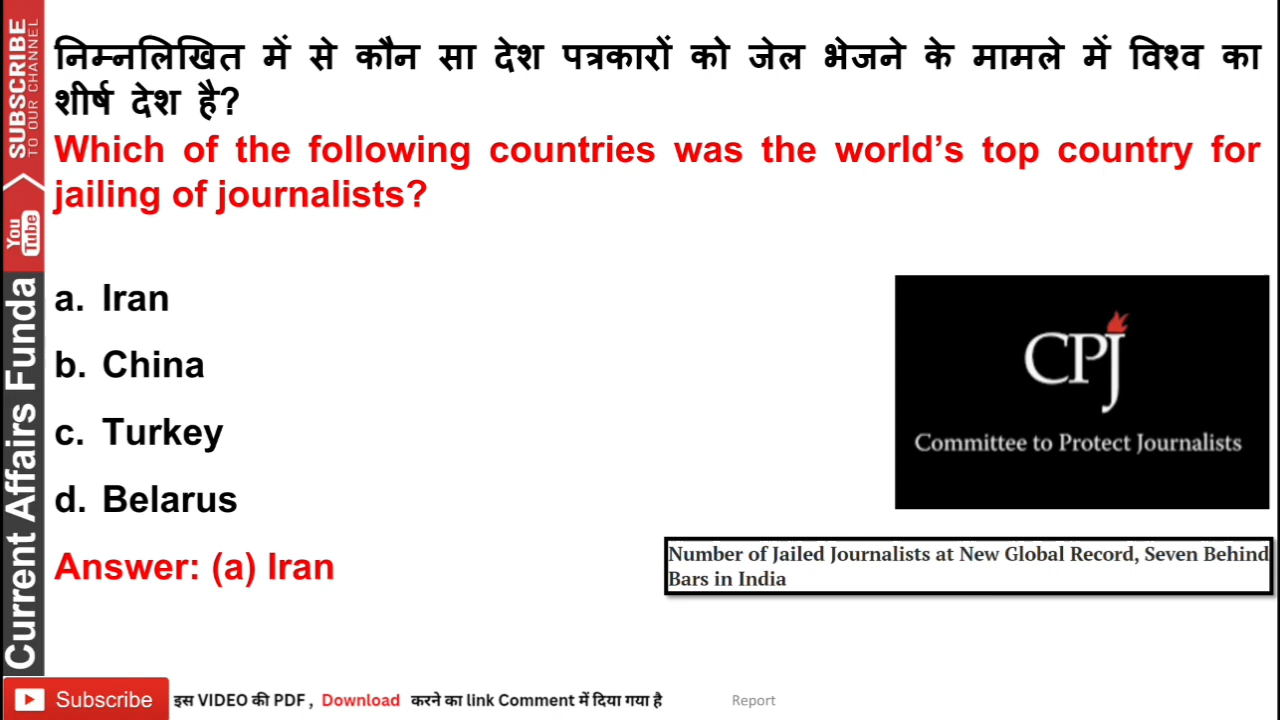 निम्नलिखित में से कौन सा देश पत्रकारों को जेल भेजने के मामले में विश्व का
शीर्ष देश है?
Which of the following countries was the world's top country for
jailing of journalists?
a. Iran
b. China
c. Turkey
d. Belarus
Answer: (a) Iran
CPJ
Committee to Protect Journalists
Number of Jailed Journalists at New Global Record, Seven Behind
Bars in India
SUBSCRIBE
TO OUR CHANNEL
You
Tube
Current Affairs Funda
Subscribe
इस VIDEO की PDF , Download करने का link Comment में दिया गया है
Report